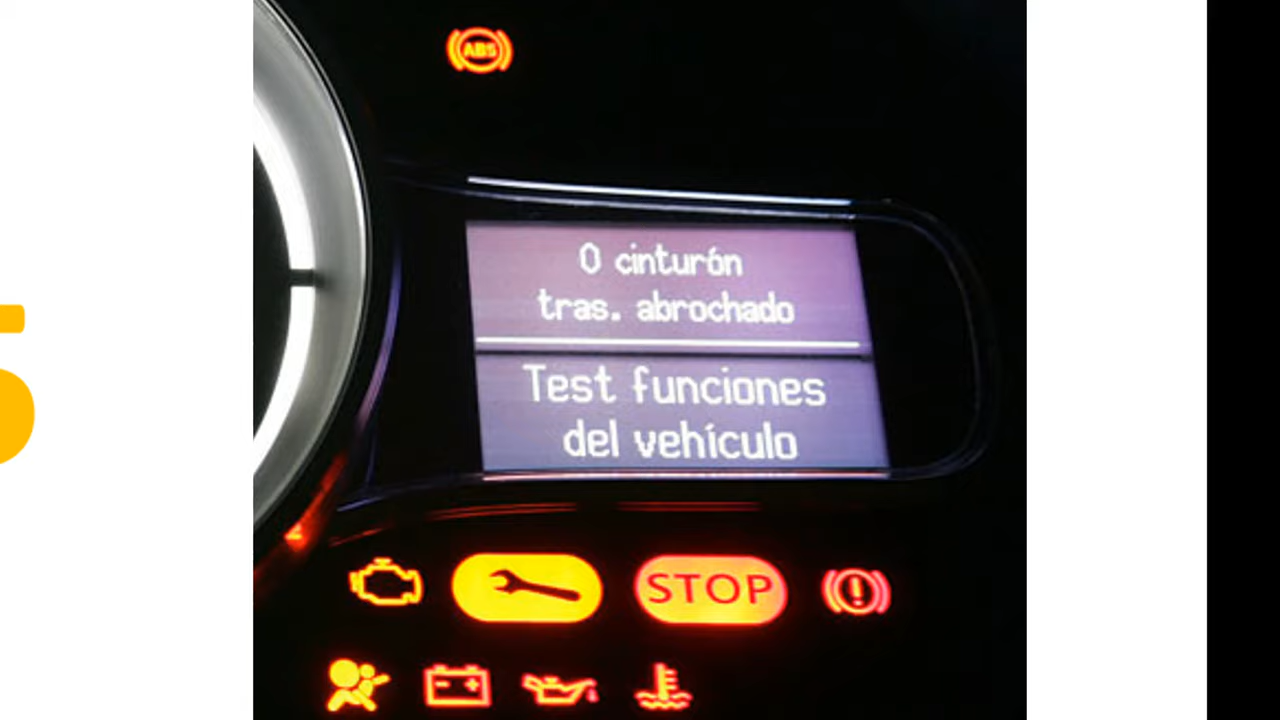 ABS
0 cinturón
tras. abrochado
Test funciones
del vehículo
STOP